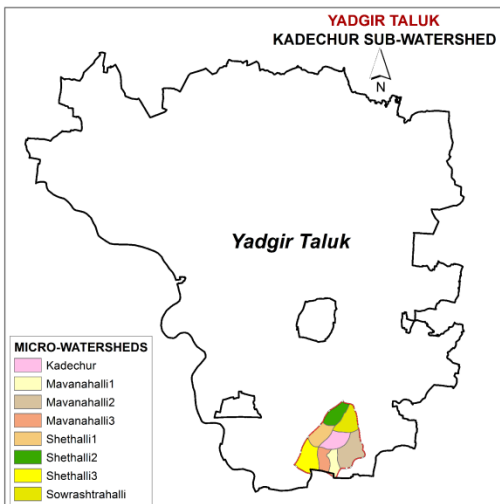 YADGIR TALUK
KADECHUR SUB-WATERSHED
N
Yadgir Taluk
MICRO-WATERSHEDS
Kadechur
Mavanahalli1
Mavanahalli2
Mavanahalli3
Shethalli1
Shethalli2
Shethalli3
Sowrashtrahalli